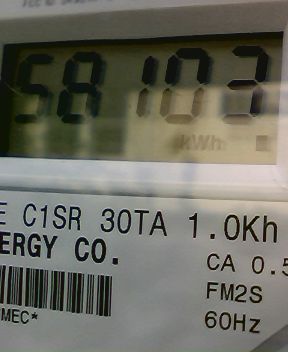 58103
kWh
E C1SR 30TA 1.0Kh
ERGY CO.
CA 0.5
FM2S
MEC*
60Hz